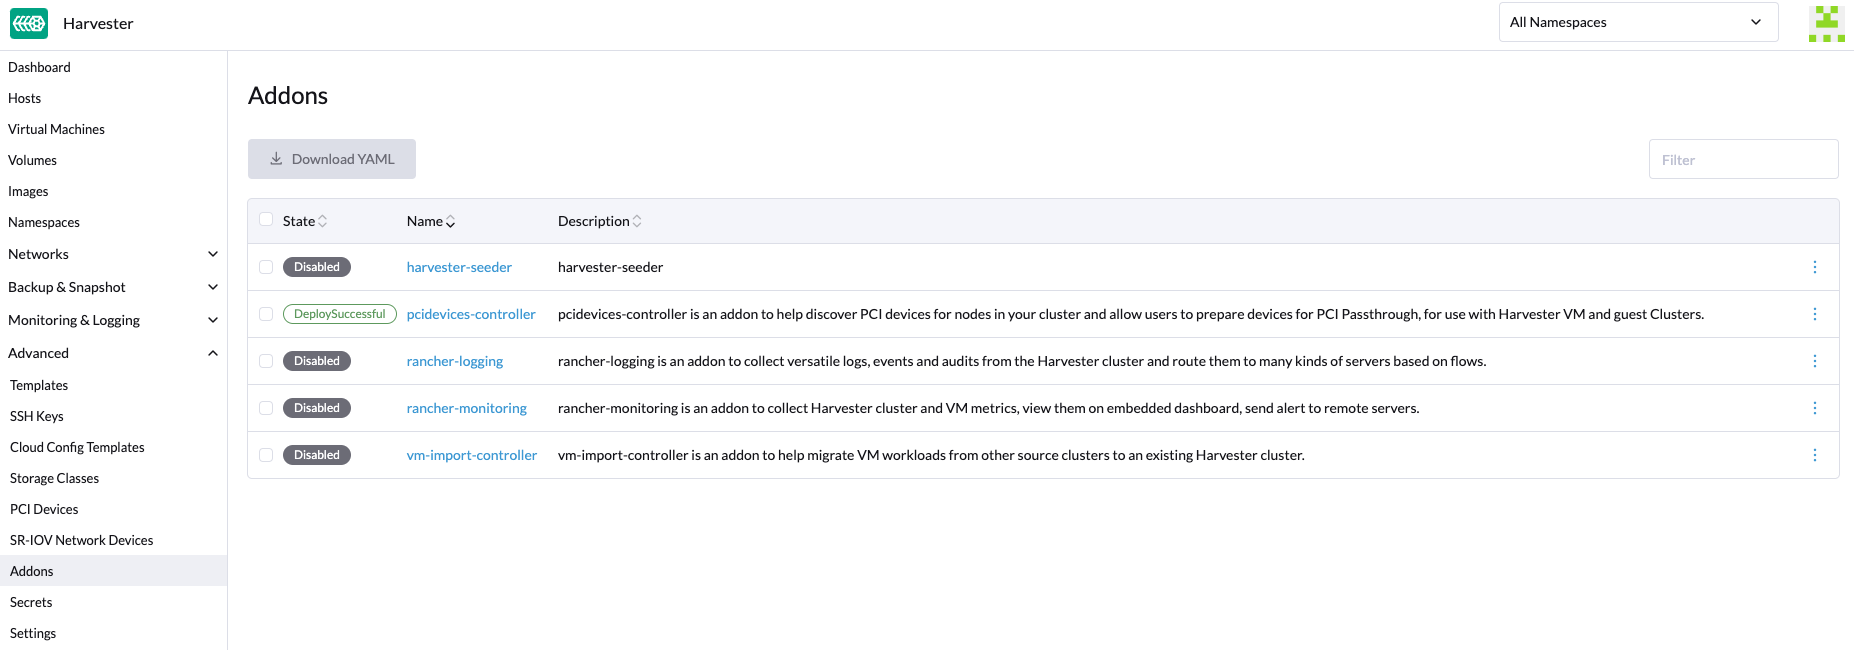 Harvester
All Namespaces
Dashboard
Hosts
Virtual Machines
Volumes
Images
Namespaces
Networks
Backup & Snapshot
Monitoring & Logging
Advanced
Templates
SSH Keys
Cloud Config Templates
Storage Classes
PCI Devices
SR-IOV Network Devices
Addons
Secrets
Settings
Addons
Download YAML
Filter
State Name Description
Disabled harvester-seeder harvester-seeder
DeploySuccessful pcidevices-controller pcidevices-controller is an addon to help discover PCI devices for nodes in your cluster and allow users to prepare devices for PCI Passthrough, for use with Harvester VM and guest Clusters.
Disabled rancher-logging rancher-logging is an addon to collect versatile logs, events and audits from the Harvester cluster and route them to many kinds of servers based on flows.
Disabled rancher-monitoring rancher-monitoring is an addon to collect Harvester cluster and VM metrics, view them on embedded dashboard, send alert to remote servers.
Disabled vm-import-controller vm-import-controller is an addon to help migrate VM workloads from other source clusters to an existing Harvester cluster.